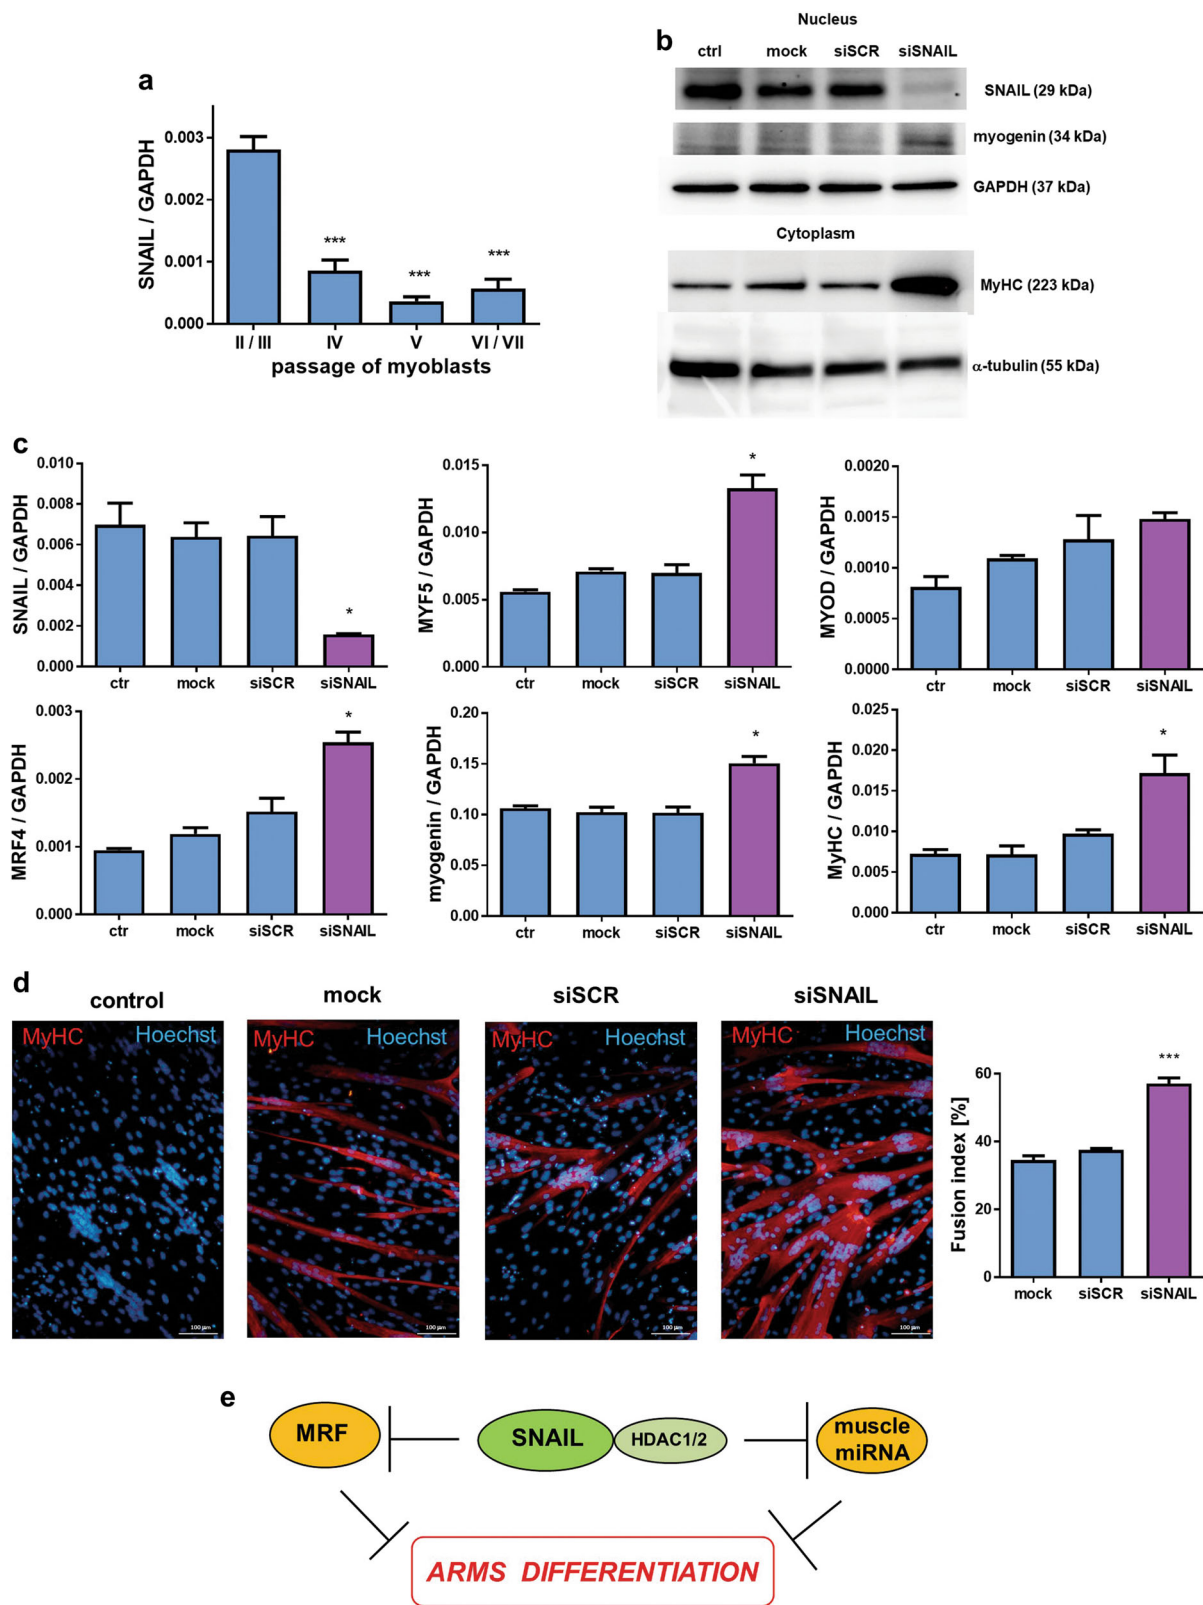 a
SNAIL / GAPDH
0.003
0.002
0.001
0.000
***
***
***
II / III
IV
V
VI / VII
passage of myoblasts
b
Nucleus
ctrl
mock
siSCR
siSNAIL
SNAIL (29 kDa)
myogenin (34 kDa)
GAPDH (37 kDa)
Cytoplasm
MyHC (223 kDa)
α-tubulin (55 kDa)
c
SNAIL / GAPDH
0.010
0.008
0.006
0.004
0.002
0.000
*
ctr
mock
siSCR
siSNAIL
MYF5 / GAPDH
0.015
0.010
0.005
0.000
*
ctr
mock
siSCR
siSNAIL
MYOD / GAPDH
0.0020
0.0015
0.0010
0.0005
0.0000
ctr
mock
siSCR
siSNAIL
MRF4 / GAPDH
0.003
0.002
0.001
0.000
*
ctr
mock
siSCR
siSNAIL
myogenin / GAPDH
0.20
0.15
0.10
0.05
0.00
*
ctr
mock
siSCR
siSNAIL
MyHC / GAPDH
0.025
0.020
0.015
0.010
0.005
0.000
*
ctr
mock
siSCR
siSNAIL
d
control
MyHC Hoechst
100 µm
mock
MyHC Hoechst
100 µm
siSCR
MyHC Hoechst
100 µm
siSNAIL
MyHC Hoechst
100 µm
Fusion index [%]
60
40
20
0
***
mock
siSCR
siSNAIL
e
MRF
SNAIL
HDAC1/2
muscle
miRNA
ARMS DIFFERENTIATION